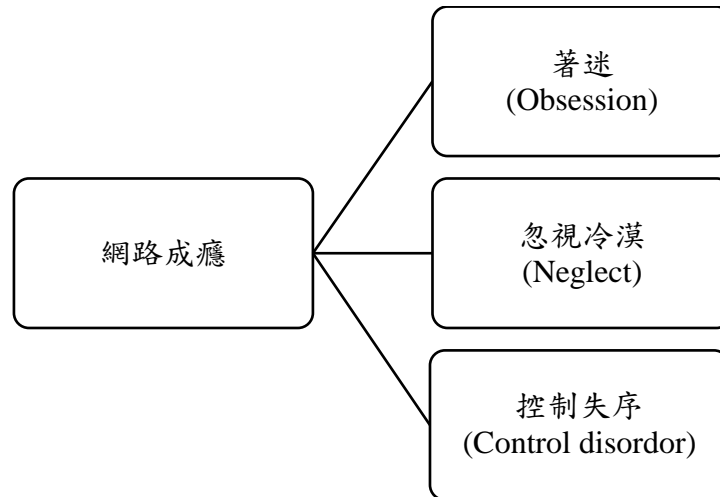 著迷
(Obsession)
網路成癮
忽視冷漠
(Neglect)
控制失序
(Control disordor)